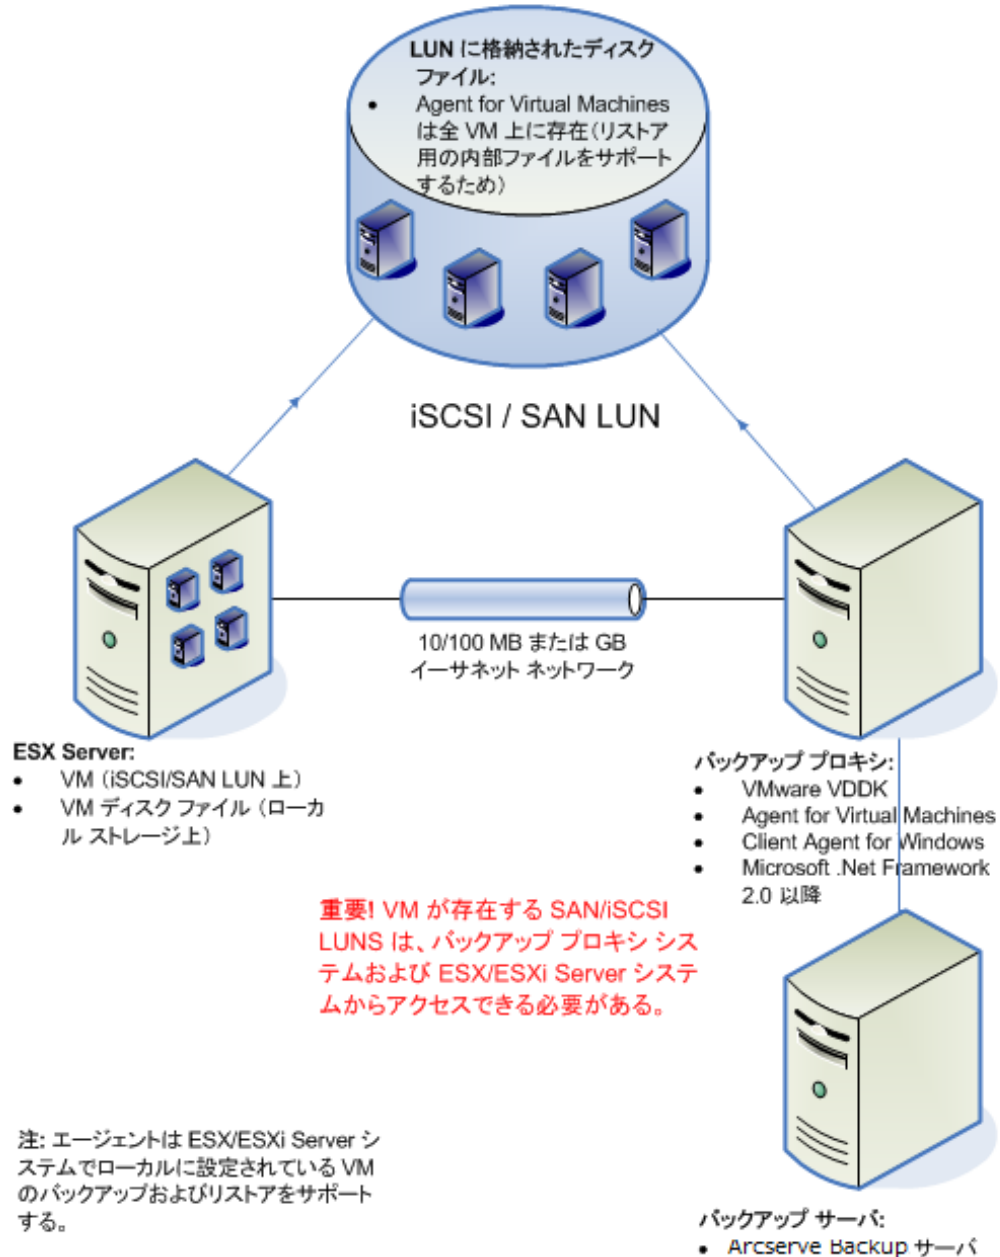 LUN に格納されたディスク
ファイル:
• Agent for Virtual Machines
は全 VM 上に存在（リストア
用の内部ファイルをサポート
するため）
iSCSI / SAN LUN
10/100 MB または GB
イーサネット ネットワーク
ESX Server:
• VM （iSCSI/SAN LUN 上）
• VM ディスク ファイル （ローカ
ル ストレージ上）
バックアップ プロキシ:
• VMware VDDK
• Agent for Virtual Machines
• Client Agent for Windows
• Microsoft .Net Framework
2.0 以降
重要! VM が存在する SAN/iSCSI
LUNS は、バックアップ プロキシ シス
テムおよび ESX/ESXi Server システ
ムからアクセスできる必要がある。
注: エージェントは ESX/ESXi Server シ
ステムでローカルに設定されている VM
のバックアップおよびリストアをサポート
する。
バックアップ サーバ:
• Arcserve Backup サーバ